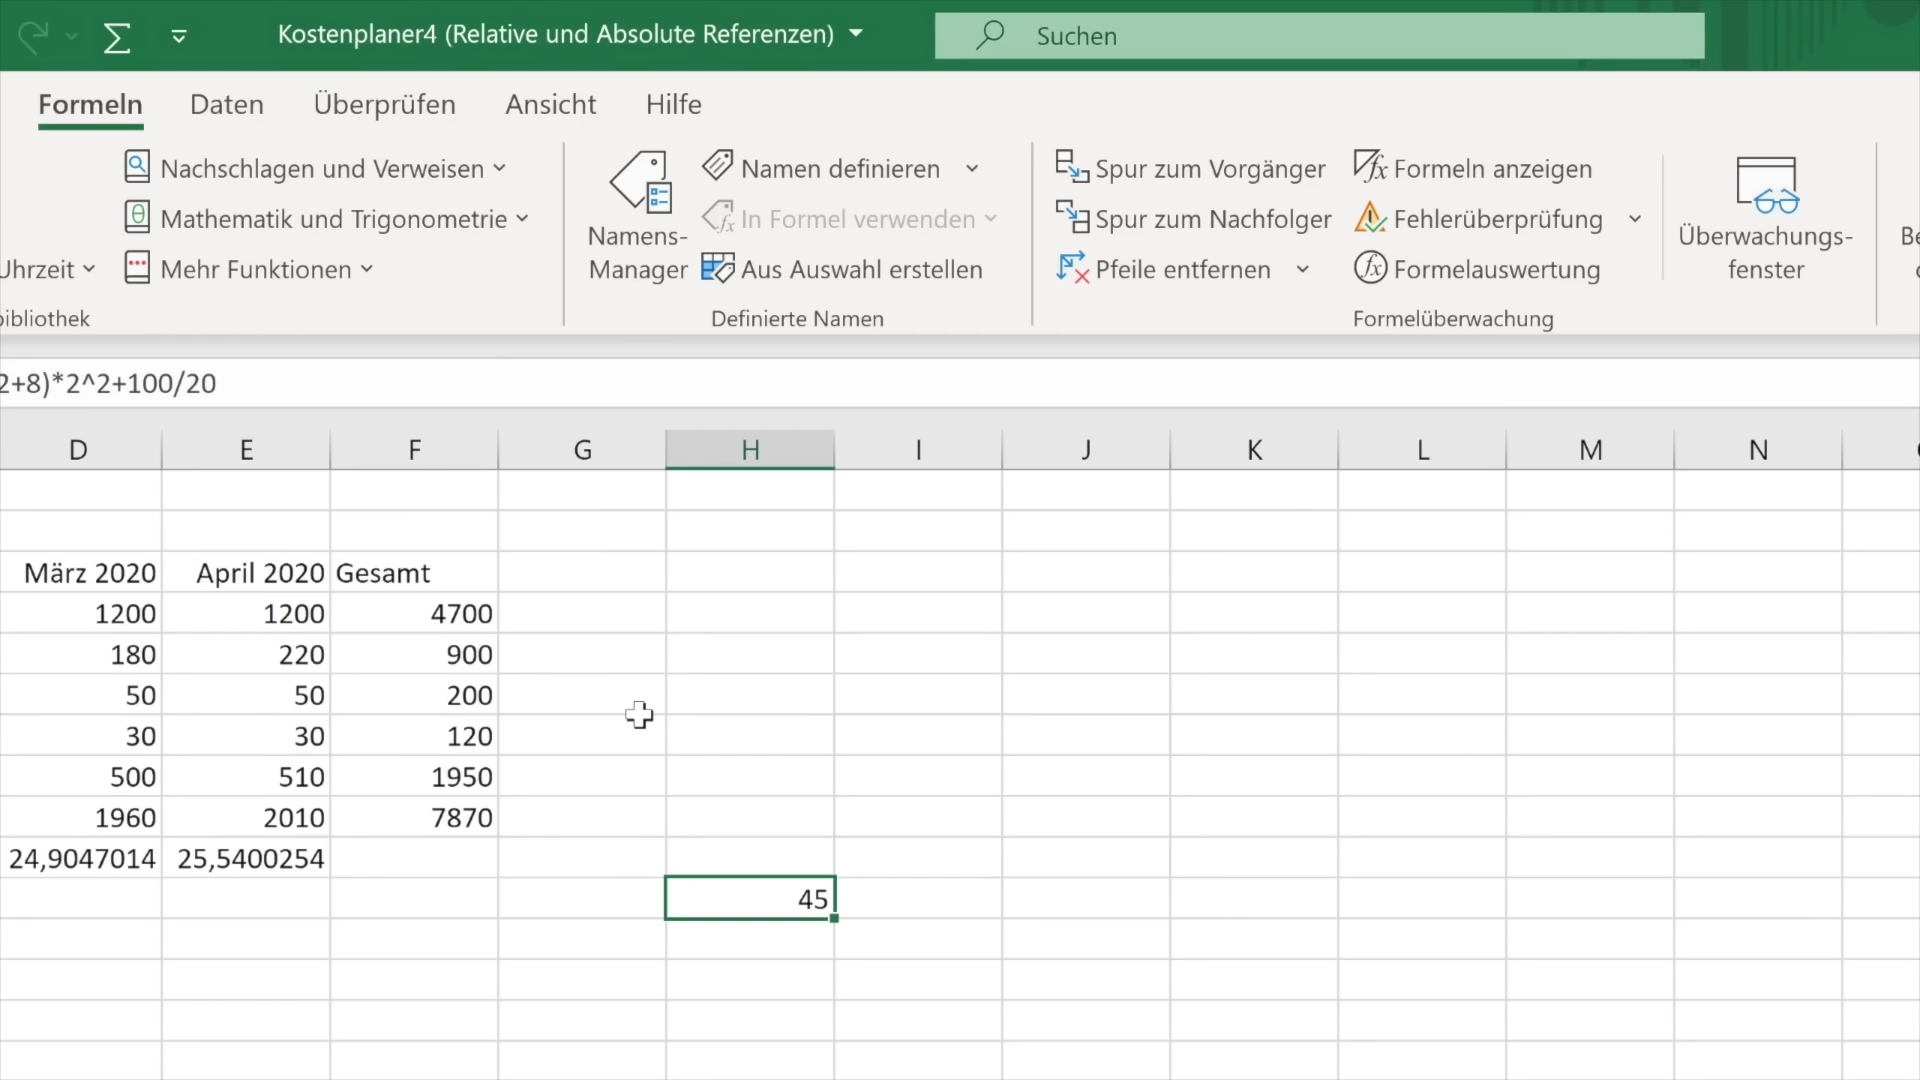 Kostenplaner4 (Relative und Absolute Referenzen)
Suchen
Formeln Daten Überprüfen Ansicht Hilfe
Nachschlagen und Verweisen
Mathematik und Trigonometrie
Uhrzeit
Mehr Funktionen
Namens-
Manager
Namen definieren
In Formel verwenden
Aus Auswahl erstellen
Definierte Namen
Spur zum Vorgänger
Spur zum Nachfolger
Pfeile entfernen
Formeln anzeigen
Fehlerüberprüfung
Formelauswertung
Formelüberwachung
Überwachungs-
fenster
bibliothek
2+8)*2^2+100/20
D E F G H I J K L M N
März 2020 April 2020 Gesamt
1200 1200 4700
180 220 900
50 50 200
30 30 120
500 510 1950
1960 2010 7870
24,9047014 25,5400254
45